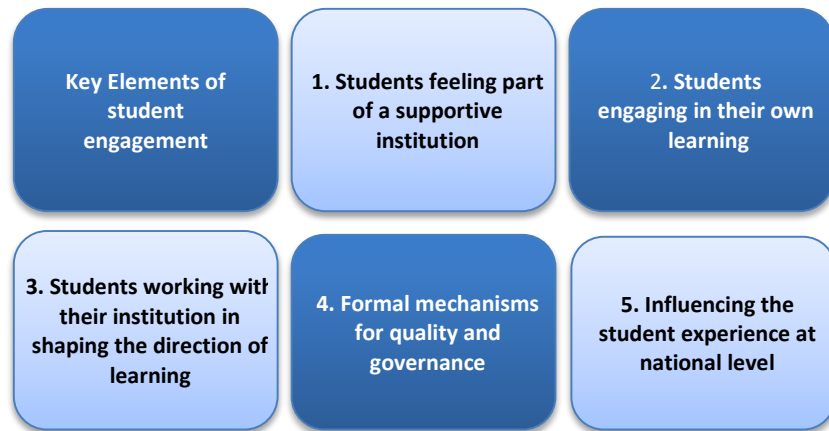 Key Elements of
student
engagement
1. Students feeling part
of a supportive
institution
2. Students
engaging in their own
learning
3. Students working with
their institution in
shaping the direction of
learning
4. Formal mechanisms
for quality and
governance
5. Influencing the
student experience at
national level